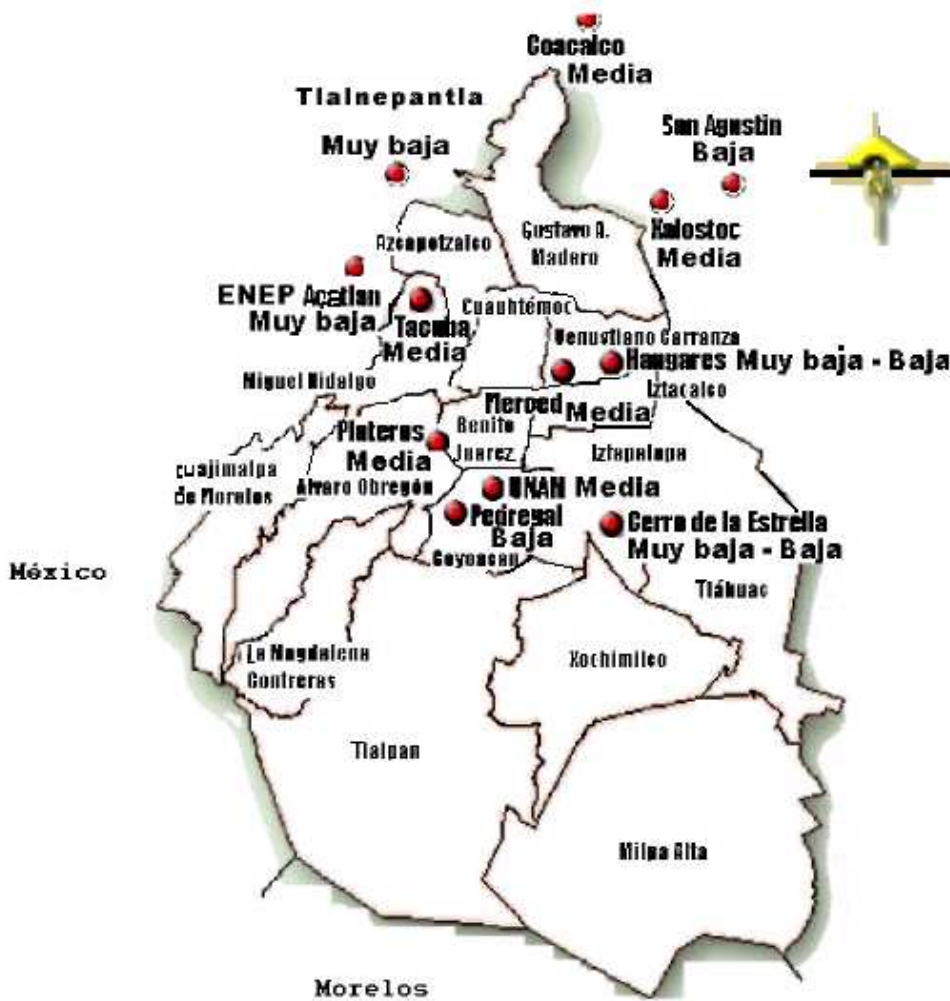 Coacalco
Media
Tlalnepantla
Muy baja
San Agustin
Baja
Xalostoc
Media
Gustavo A.
Madero
Azcapotzalco
ENEP Acatlan
Muy baja
Tacuba
Media
Cuauhtémoc
Venustiano Carranza
Hangares Muy baja - Baja
Iztacalco
Miguel Hidalgo
Merced Media
Benito
Juarez
Plateros
Media
Iztapalapa
Cuajimalpa
de Morelos
Alvaro Obregón
UNAM Media
Pedregal
Baja
Cerro de la Estrella
Muy baja - Baja
Coyoacan
México
Tláhuac
La Magdalena
Contreras
Xochimilco
Tlalpan
Milpa Alta
Morelos